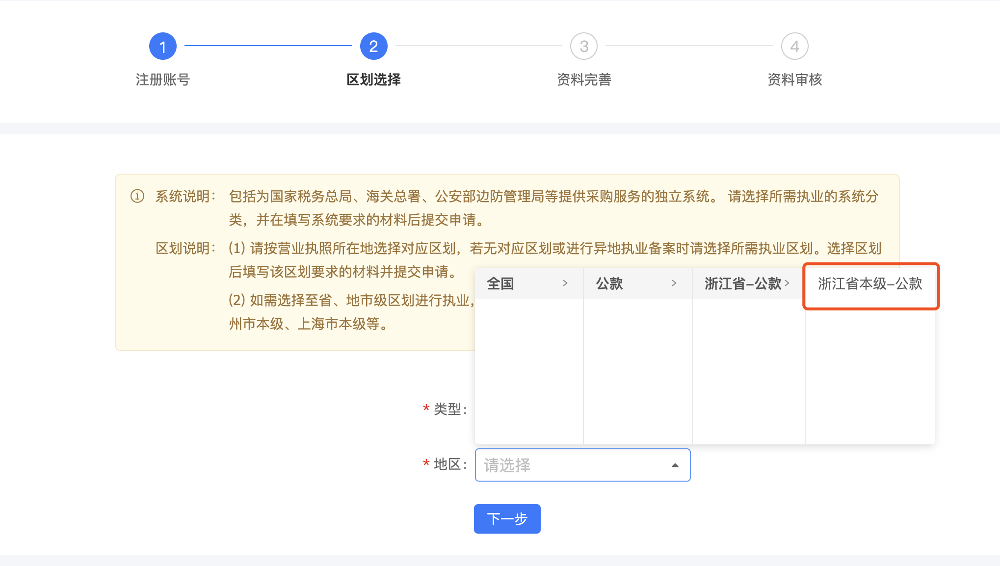 1
2
3
4
注册账号
区划选择
资料完善
资料审核
系统说明： 包括为国家税务总局、海关总署、公安部边防管理局等提供采购服务的独立系统。 请选择所需执业的系统分
类，并在填写系统要求的材料后提交申请。
区划说明： (1) 请按营业执照所在地选择对应区划，若无对应区划或进行异地执业备案时请选择所需执业区划。选择区划
后填写该区划要求的材料并提交申请。
(2) 如需选择至省、地市级区划进行执业，
州市本级、上海市本级等。
全国 >
公款 >
浙江省-公款 >
浙江省本级-公款
* 类型：
* 地区： 请选择
下一步